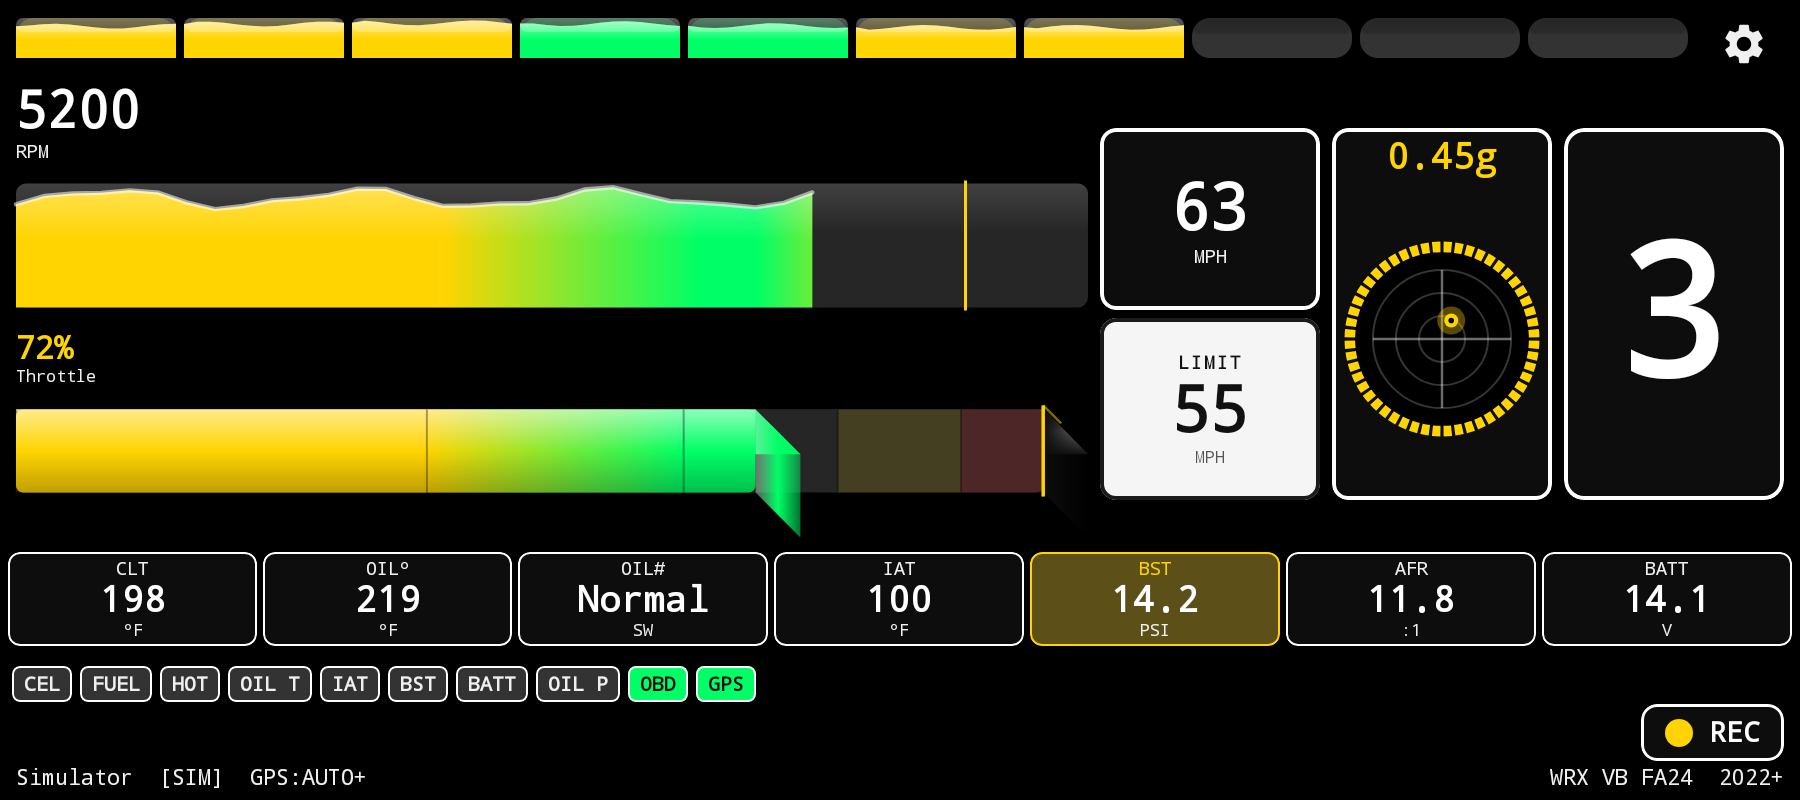 5200
RPM
63
MPH
0.45g
3
72%
Throttle
LIMIT
55
MPH
CLT
198
°F
OIL°
219
°F
OIL#
Normal
SW
IAT
100
°F
BST
14.2
PSI
AFR
11.8
:1
BATT
14.1
V
CEL FUEL HOT OIL T IAT BST BATT OIL P OBD GPS
REC
Simulator [SIM] GPS:AUTO+
WRX VB FA24 2022+